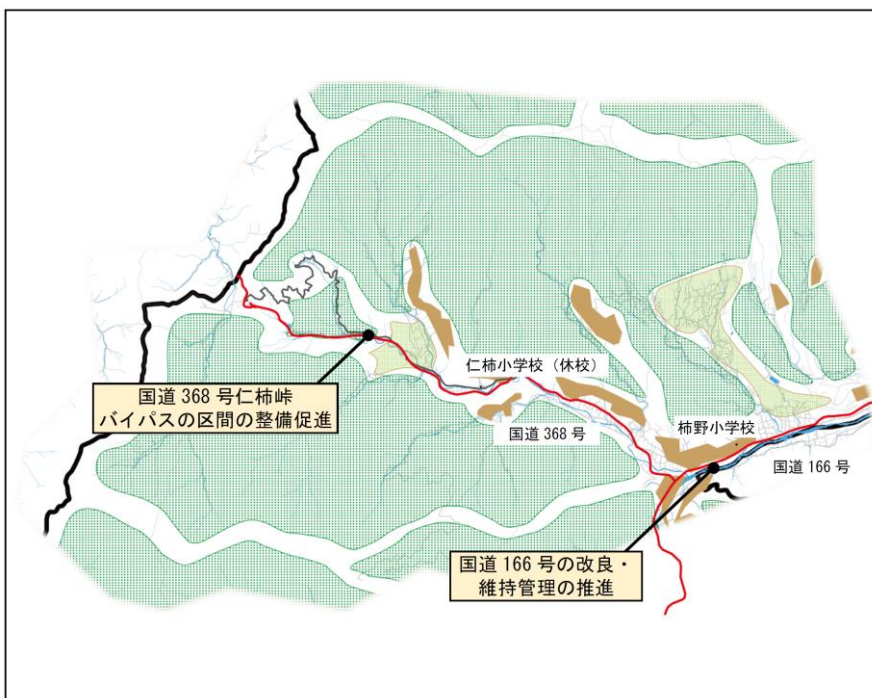 国道 368 号仁柿峠
バイパスの区間の整備促進
仁柿小学校（休校）
国道 368 号
柿野小学校
国道 166 号
国道 166 号の改良・
維持管理の推進